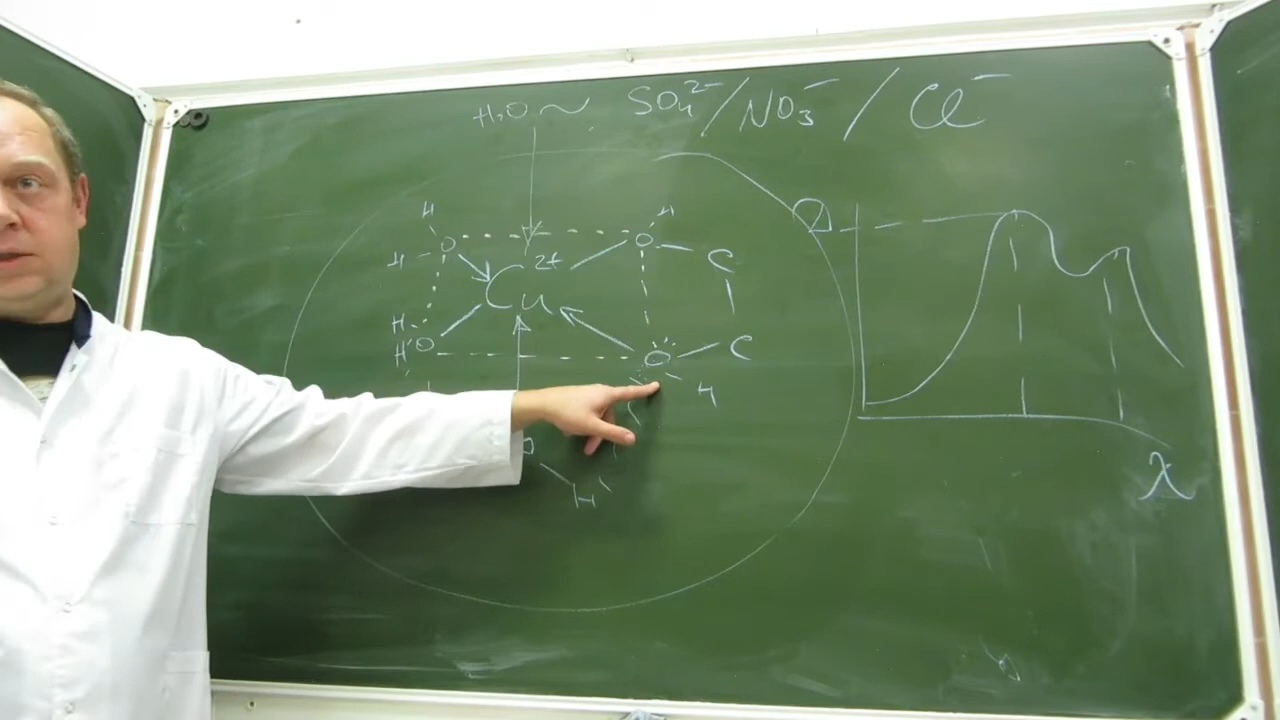 H₂O ~ SO₄²⁻ / NO₃⁻ / Cl⁻
H H
H O O C
Cu²⁺
H
H O O C
H
O
H
D
λ